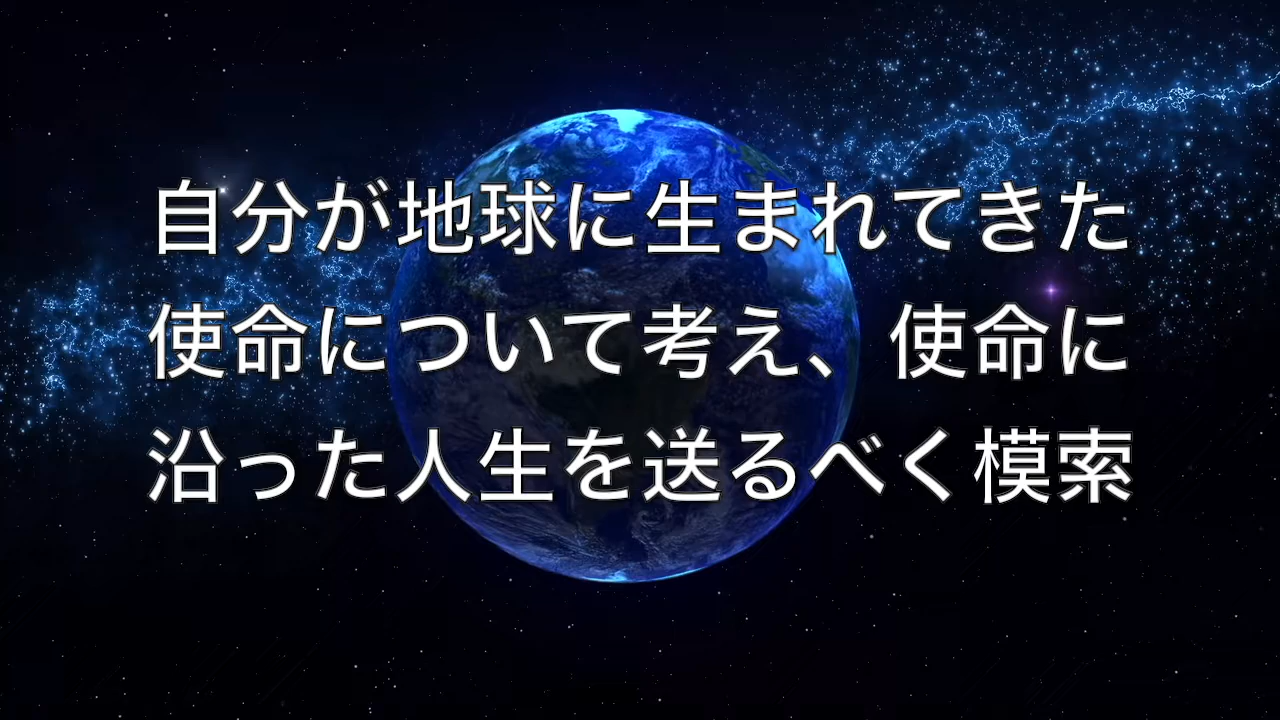 自分が地球に生まれてきた
使命について考え、使命に
沿った人生を送るべく模索